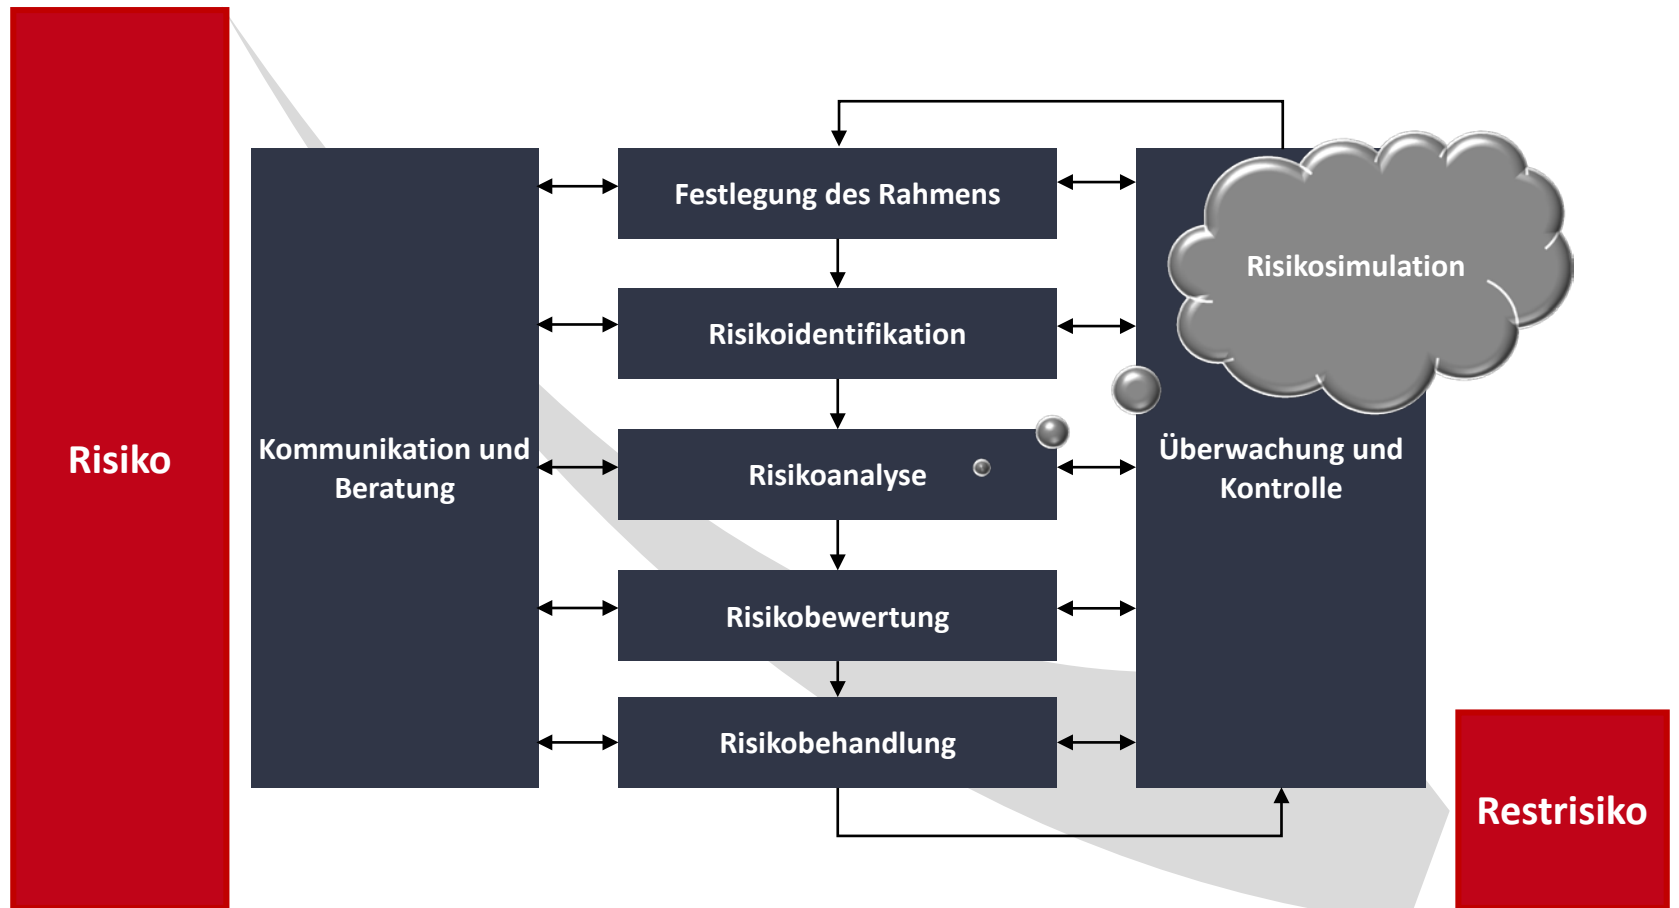 Risiko
Kommunikation und
Beratung
Festlegung des Rahmens
Risikoidentifikation
Risikoanalyse
Risikobewertung
Risikobehandlung
Risikosimulation
Überwachung und
Kontrolle
Restrisiko